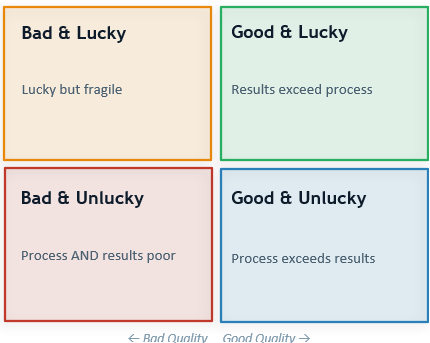 Bad & Lucky
Lucky but fragile
Good & Lucky
Results exceed process
Bad & Unlucky
Process AND results poor
Good & Unlucky
Process exceeds results
← Bad Quality Good Quality →